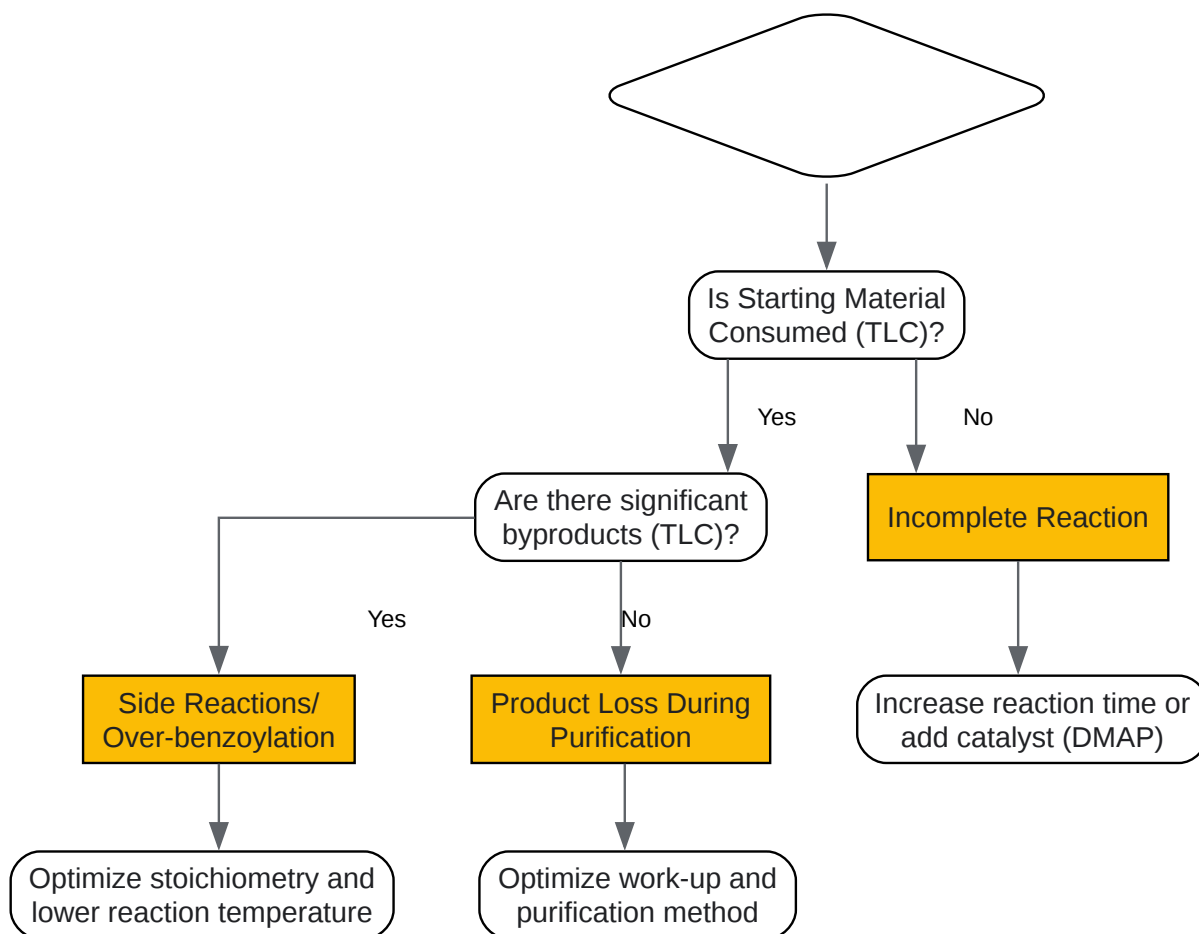 Is Starting Material
Consumed (TLC)?
Yes
No
Are there significant
byproducts (TLC)?
Incomplete Reaction
Yes
No
Side Reactions/
Over-benzoylation
Product Loss During
Purification
Increase reaction time or
add catalyst (DMAP)
Optimize stoichiometry and
lower reaction temperature
Optimize work-up and
purification method